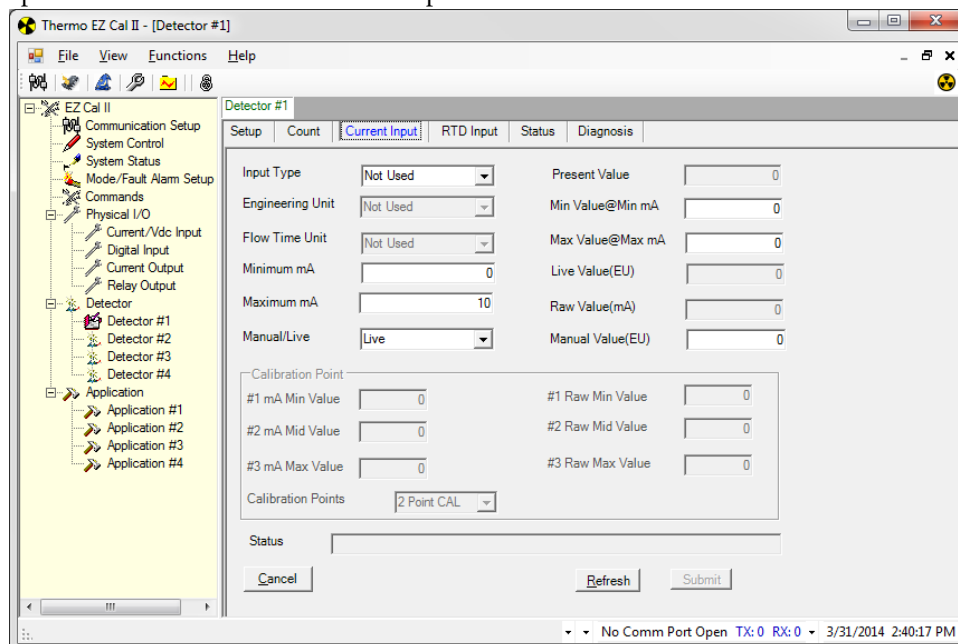 Thermo EZ Cal II - [Detector #1]
File View Functions Help
EZ Cal II
Communication Setup
System Control
System Status
Mode/Fault Alarm Setup
Commands
Physical I/O
Current/Vdc Input
Digital Input
Current Output
Relay Output
Detector
Detector #1
Detector #2
Detector #3
Detector #4
Application
Application #1
Application #2
Application #3
Application #4
Detector #1
Setup Count Current Input RTD Input Status Diagnosis
Input Type Not Used Present Value 0
Engineering Unit Not Used Min Value@Min mA 0
Flow Time Unit Not Used Max Value@Max mA 0
Minimum mA 0 Live Value(EU) 0
Maximum mA 10 Raw Value(mA) 0
Manual/Live Live Manual Value(EU) 0
Calibration Point
#1 mA Min Value 0 #1 Raw Min Value 0
#2 mA Mid Value 0 #2 Raw Mid Value 0
#3 mA Max Value 0 #3 Raw Max Value 0
Calibration Points 2 Point CAL
Status
Cancel Refresh Submit
No Comm Port Open TX: 0 RX: 0 3/31/2014 2:40:17 PM